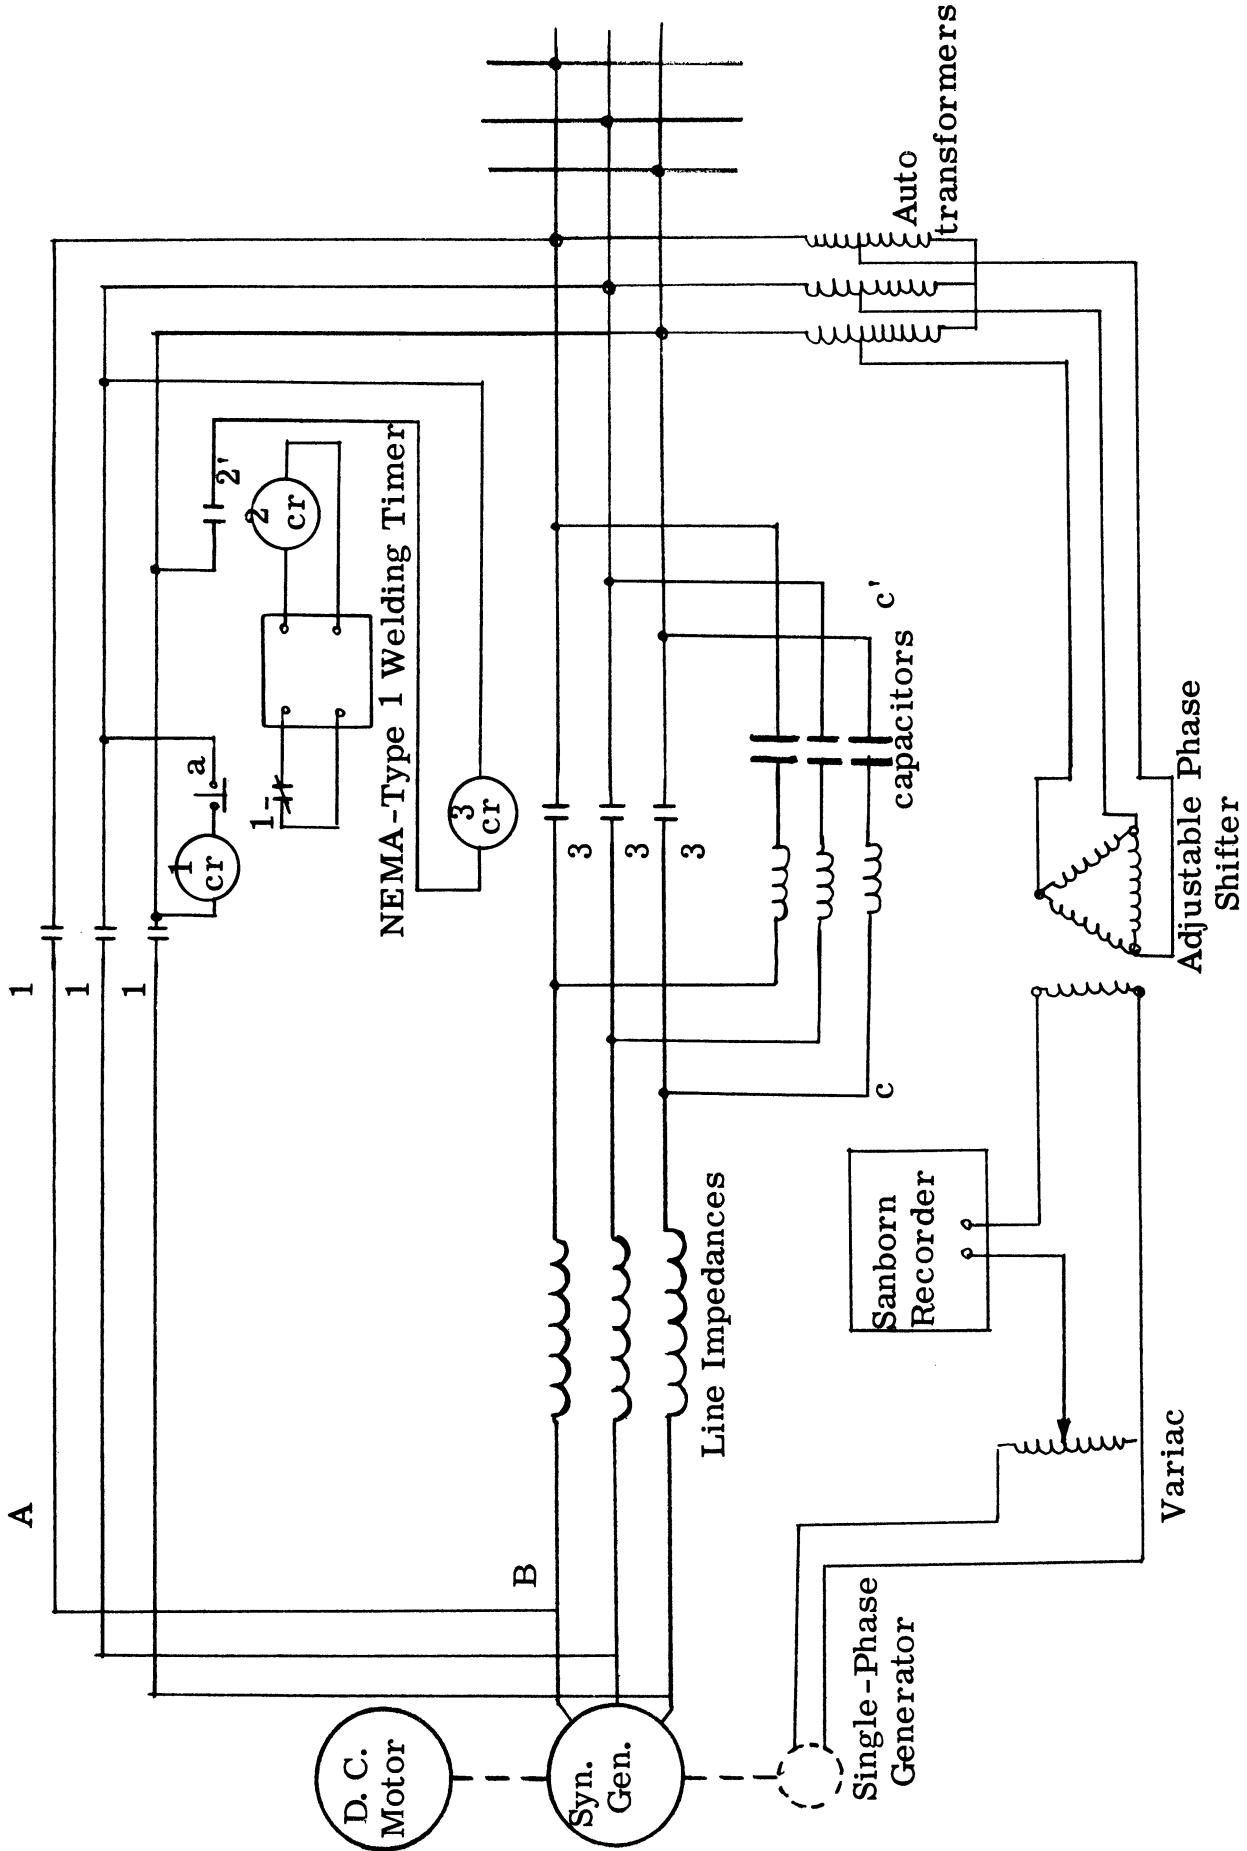 A
1
1
1
1
cr
a
1-
2
cr
2'
NEMA-Type 1 Welding Timer
3
cr
D. C.
Motor
B
Syn.
Gen.
3
3
3
Line Impedances
c
c'
capacitors
Auto
transformers
Single-Phase
Generator
Sanborn
Recorder
Variac
Adjustable Phase
Shifter